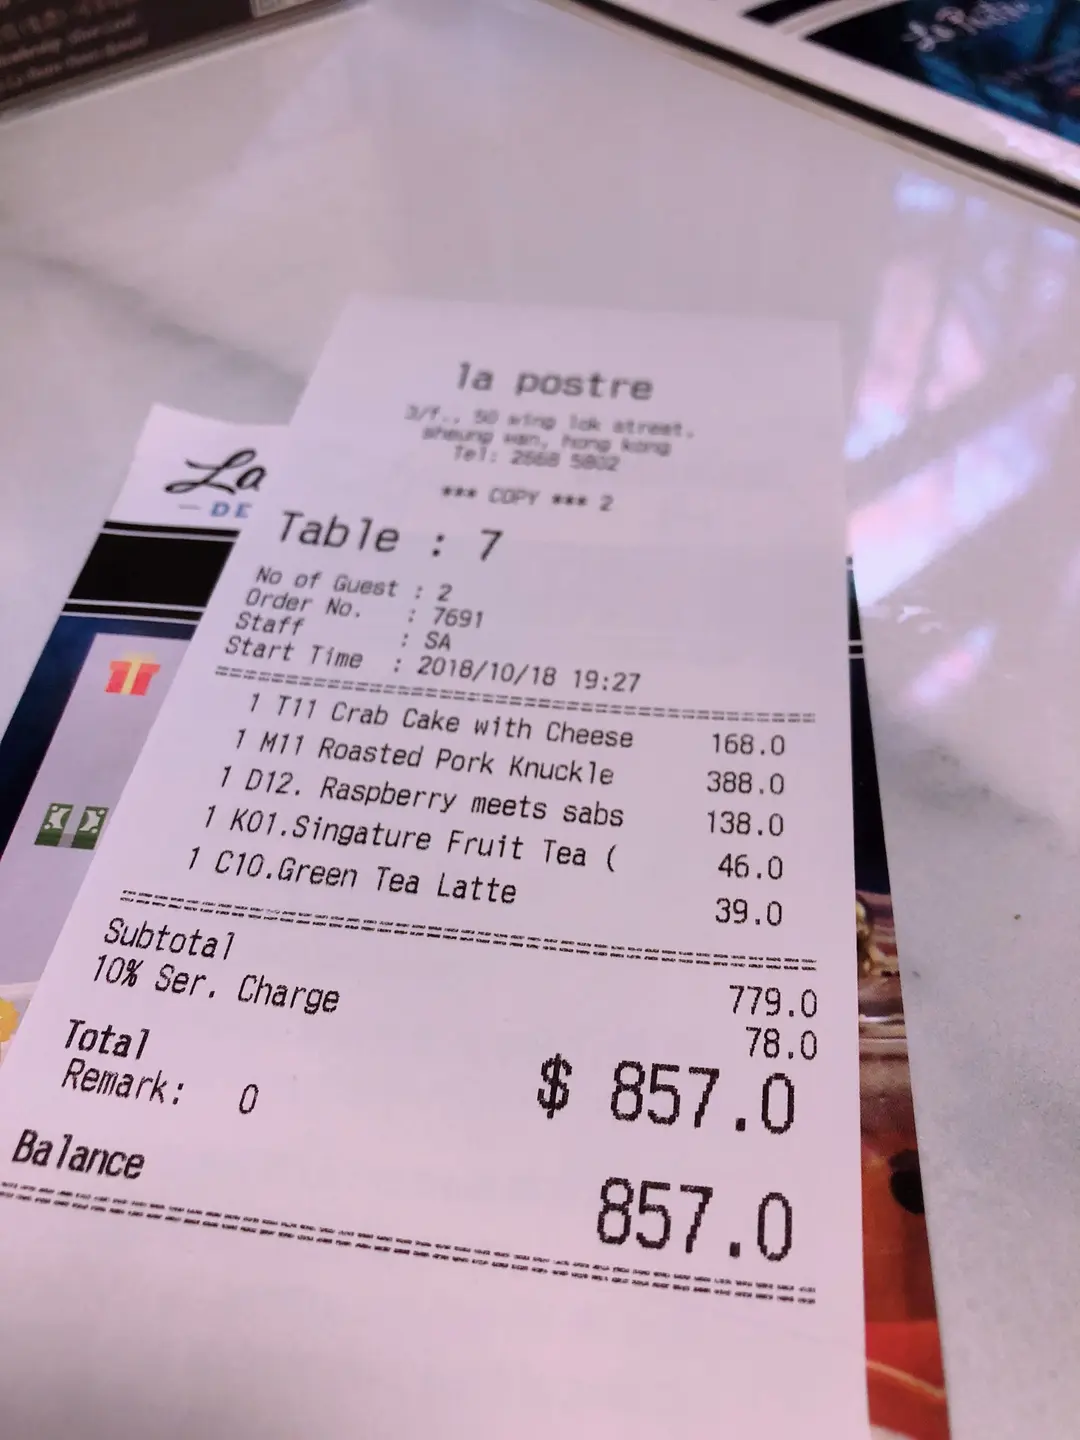 la postre
3/f., 50 wing lok street.
sheung wan, hong kong
Tel: 2668 5802
*** COPY *** 2
La
DE
Table : 7
No of Guest : 2
Order No. : 7691
Staff : SA
Start Time : 2018/10/18 19:27
1 T11 Crab Cake with Cheese 168.0
1 M11 Roasted Pork Knuckle 388.0
1 D12. Raspberry meets sabs 138.0
1 K01.Singature Fruit Tea ( 46.0
1 C10.Green Tea Latte 39.0
Subtotal 779.0
10% Ser. Charge 78.0
Total $ 857.0
Remark: 0
Balance 857.0